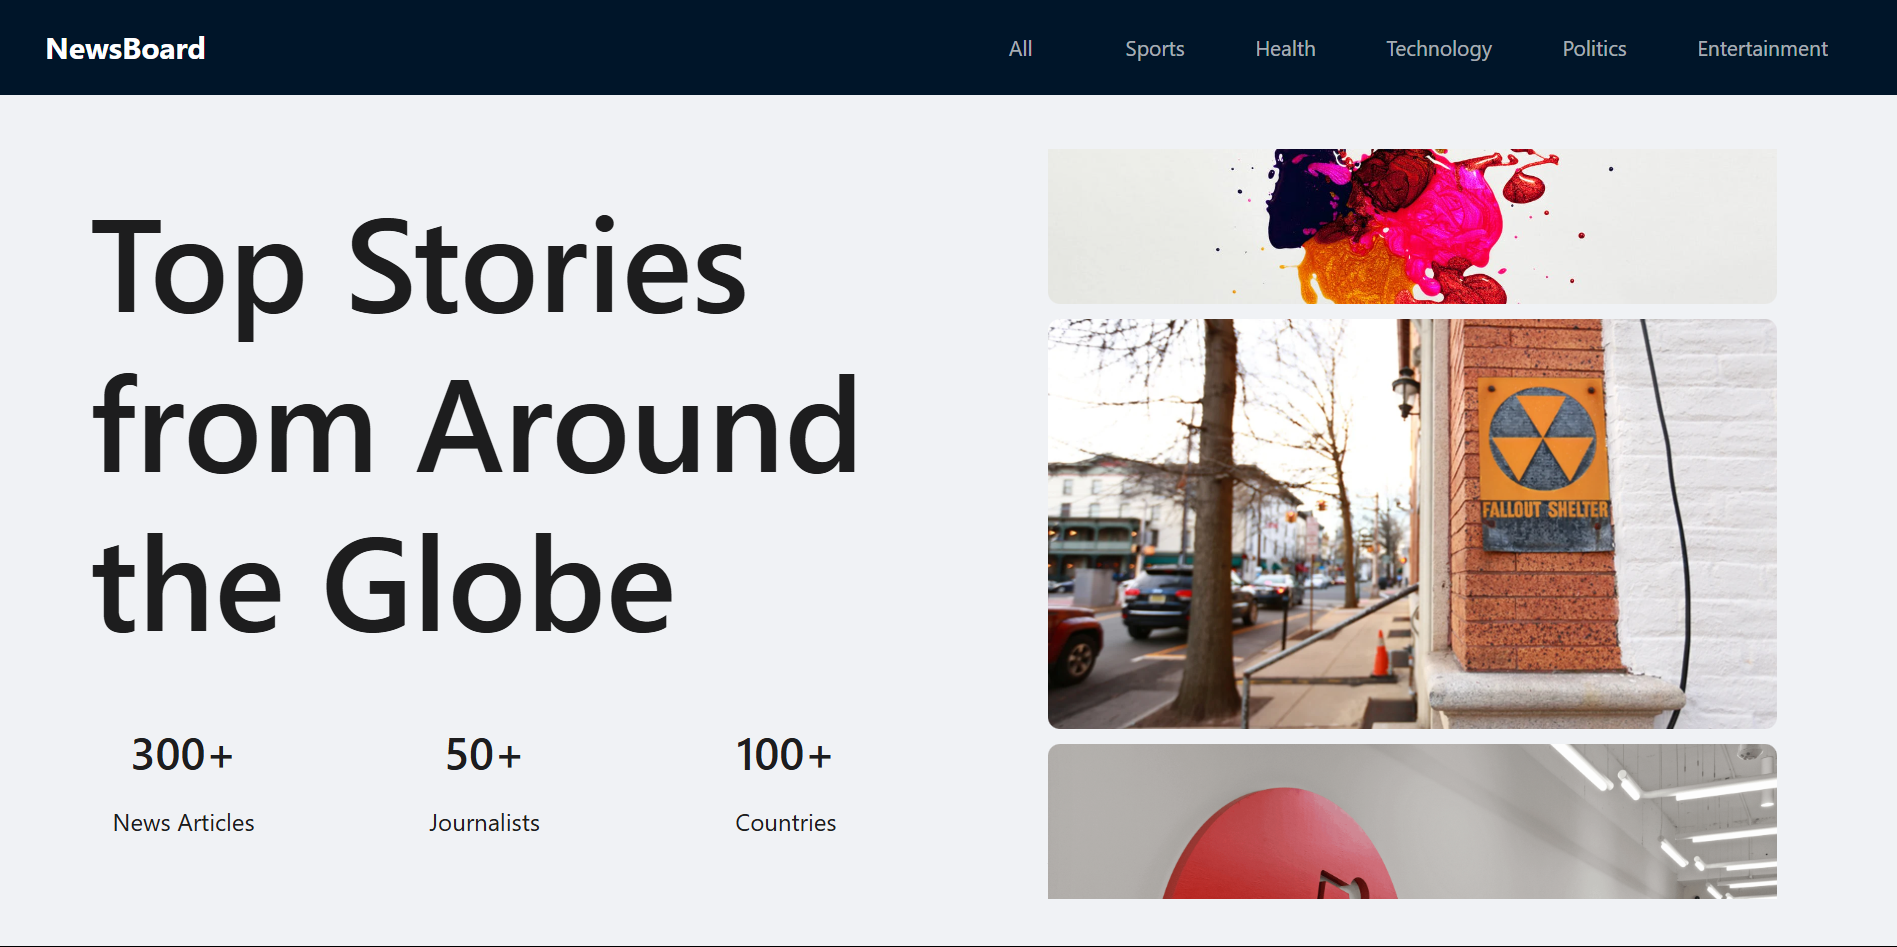 NewsBoard
All
Sports
Health
Technology
Politics
Entertainment
Top Stories
from Around
the Globe
300+
50+
100+
News Articles
Journalists
Countries
FALLOUT SHELTER